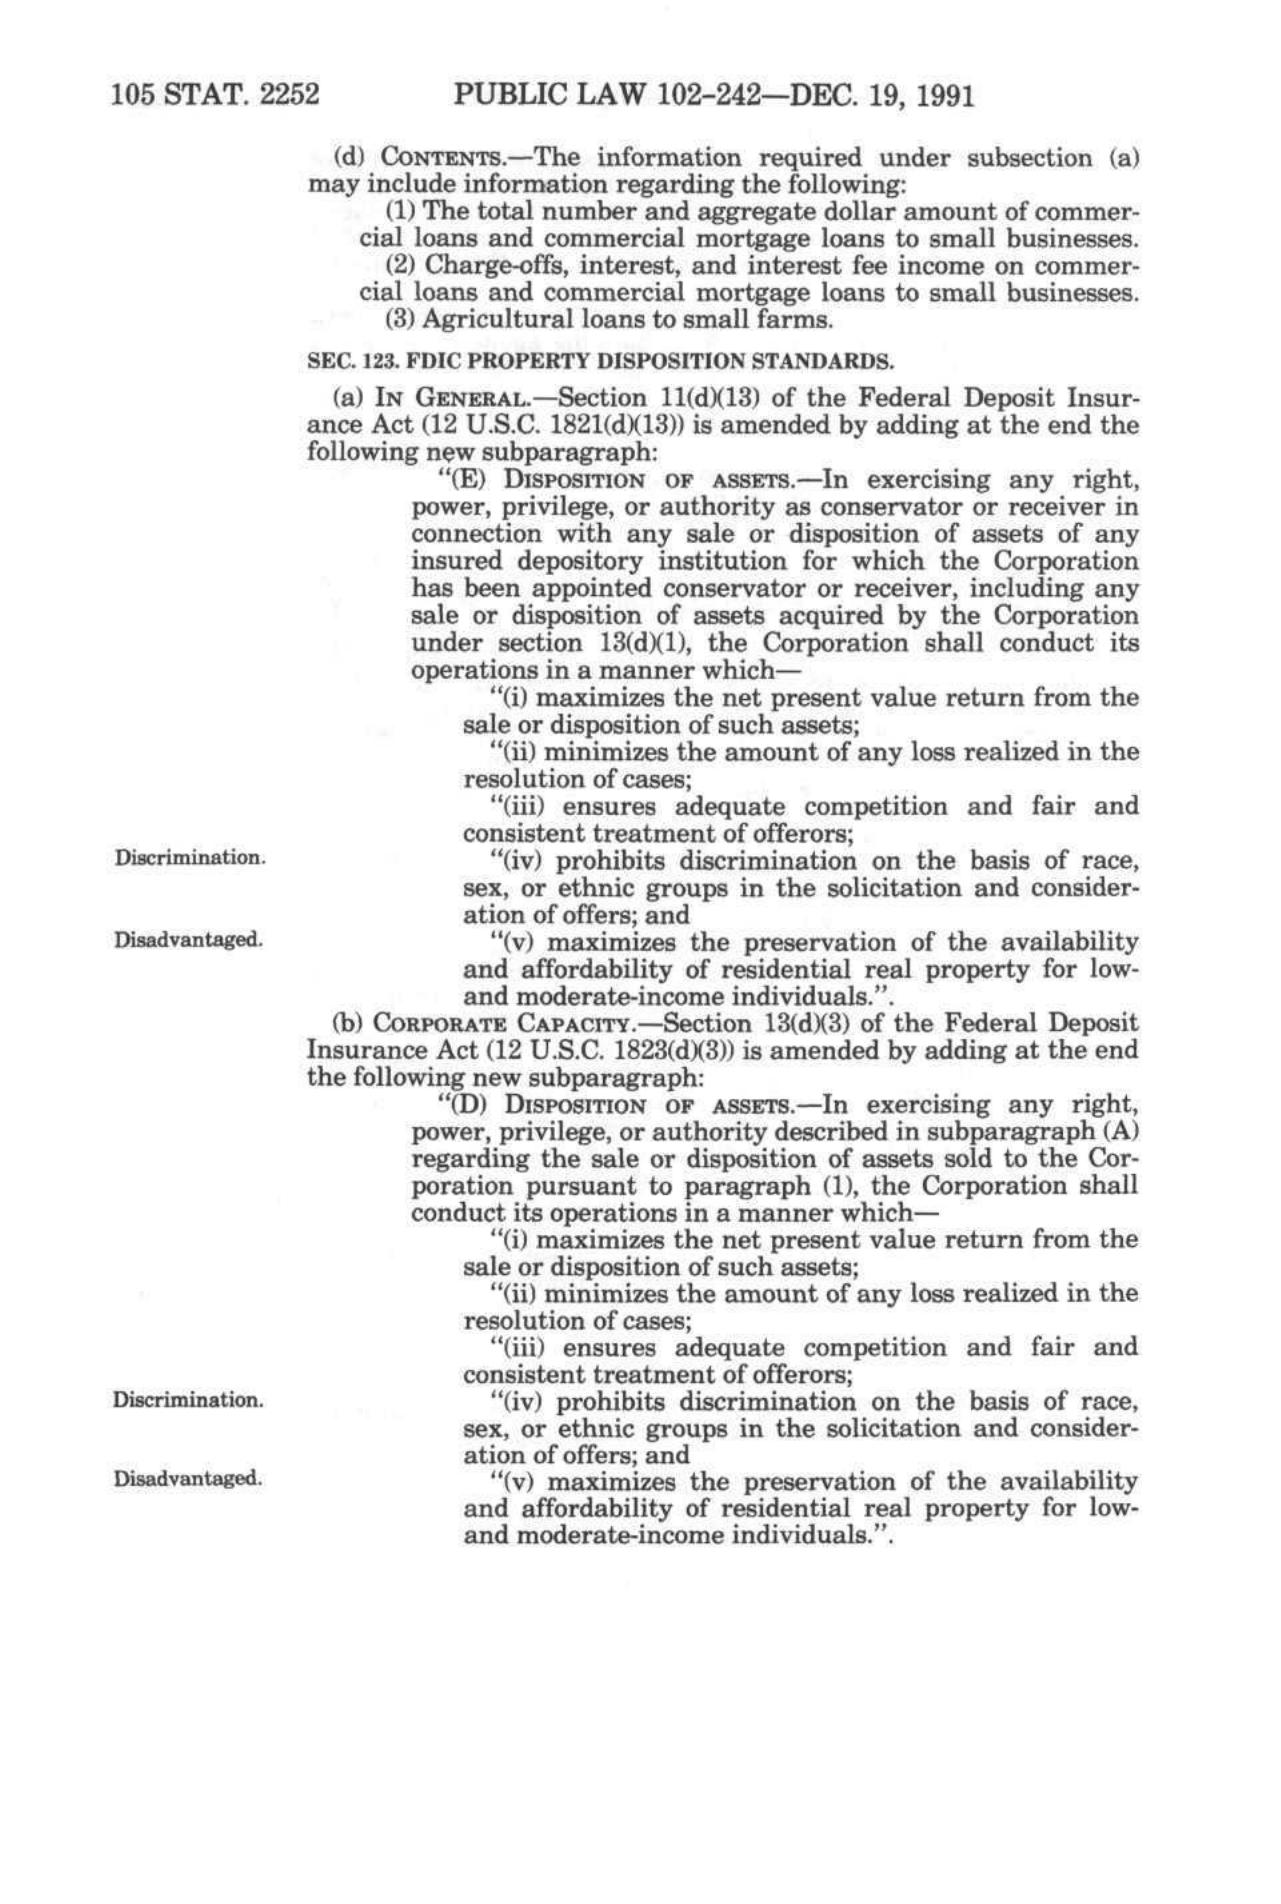 105 STAT. 2252 PUBLIC LAW 102-242—DEC. 19, 1991
(d) CONTENTS.—The information required under subsection (a)
may include information regarding the following:
(1) The total number and aggregate dollar amount of commer-
cial loans and commercial mortgage loans to small businesses.
(2) Charge-offs, interest, and interest fee income on commer-
cial loans and commercial mortgage loans to small businesses.
(3) Agricultural loans to small farms.
SEC. 123. FDIC PROPERTY DISPOSITION STANDARDS.
(a) IN GENERAL.—Section 11(d)(13) of the Federal Deposit Insur-
ance Act (12 U.S.C. 1821(d)(13)) is amended by adding at the end the
following new subparagraph:
"(E) DISPOSITION OF ASSETS.—In exercising any right,
power, privilege, or authority as conservator or receiver in
connection with any sale or disposition of assets of any
insured depository institution for which the Corporation
has been appointed conservator or receiver, including any
sale or disposition of assets acquired by the Corporation
under section 13(d)(1), the Corporation shall conduct its
operations in a manner which—
"(i) maximizes the net present value return from the
sale or disposition of such assets;
"(ii) minimizes the amount of any loss realized in the
resolution of cases;
"(iii) ensures adequate competition and fair and
consistent treatment of offerors;
Discrimination. "(iv) prohibits discrimination on the basis of race,
sex, or ethnic groups in the solicitation and consider-
ation of offers; and
Disadvantaged. "(v) maximizes the preservation of the availability
and affordability of residential real property for low-
and moderate-income individuals.".
(b) CORPORATE CAPACITY.—Section 13(d)(3) of the Federal Deposit
Insurance Act (12 U.S.C. 1823(d)(3)) is amended by adding at the end
the following new subparagraph:
"(D) DISPOSITION OF ASSETS.—In exercising any right,
power, privilege, or authority described in subparagraph (A)
regarding the sale or disposition of assets sold to the Cor-
poration pursuant to paragraph (1), the Corporation shall
conduct its operations in a manner which—
"(i) maximizes the net present value return from the
sale or disposition of such assets;
"(ii) minimizes the amount of any loss realized in the
resolution of cases;
"(iii) ensures adequate competition and fair and
consistent treatment of offerors;
Discrimination. "(iv) prohibits discrimination on the basis of race,
sex, or ethnic groups in the solicitation and consider-
ation of offers; and
Disadvantaged. "(v) maximizes the preservation of the availability
and affordability of residential real property for low-
and moderate-income individuals.".